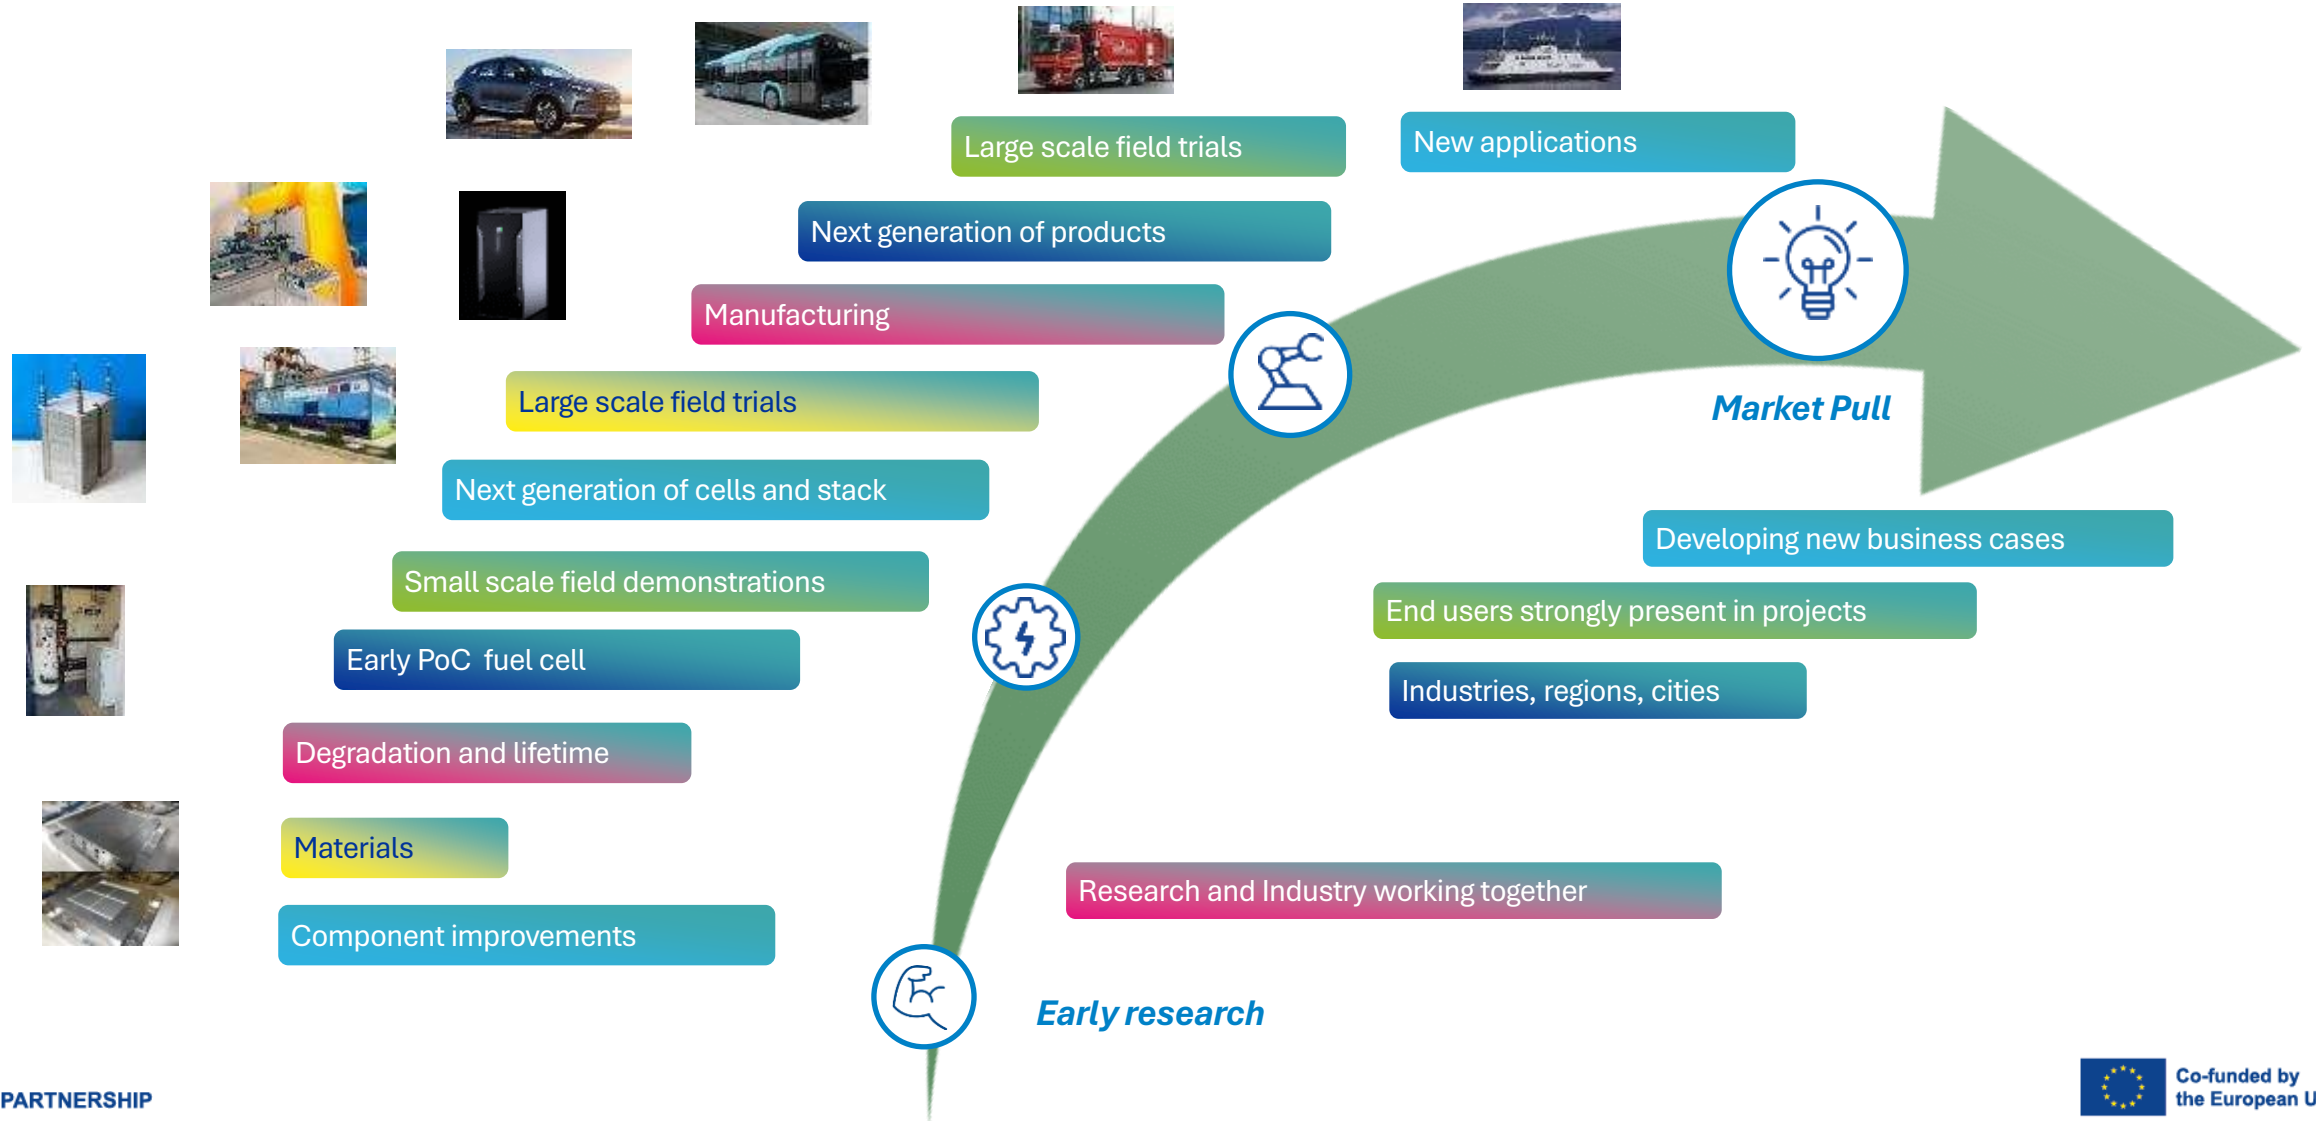 Large scale field trials
New applications
Next generation of products
Manufacturing
Large scale field trials
Market Pull
Next generation of cells and stack
Developing new business cases
Small scale field demonstrations
End users strongly present in projects
Early PoC fuel cell
Industries, regions, cities
Degradation and lifetime
Materials
Research and Industry working together
Component improvements
Early research
PARTNERSHIP
Co-funded by
the European U